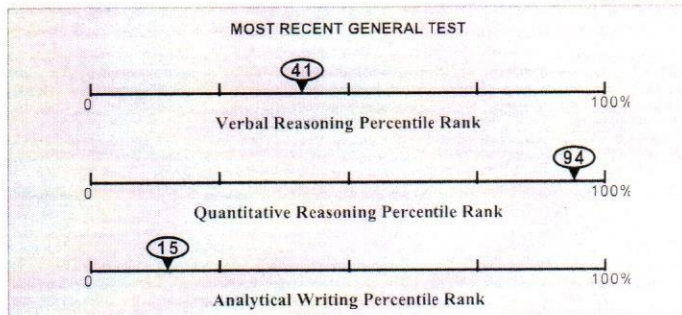 MOST RECENT GENERAL TEST
41
0 100%
Verbal Reasoning Percentile Rank
94
0 100%
Quantitative Reasoning Percentile Rank
15
0 100%
Analytical Writing Percentile Rank